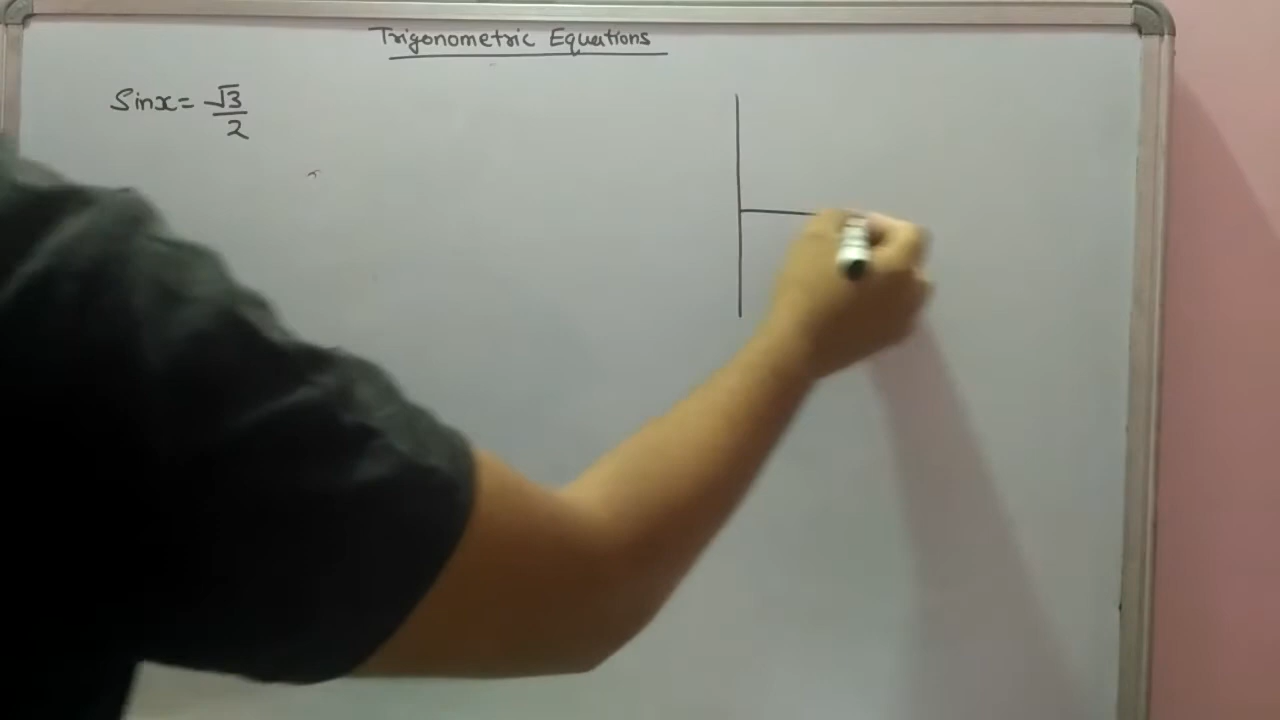 Trigonometric Equations
Sinx = √3/2